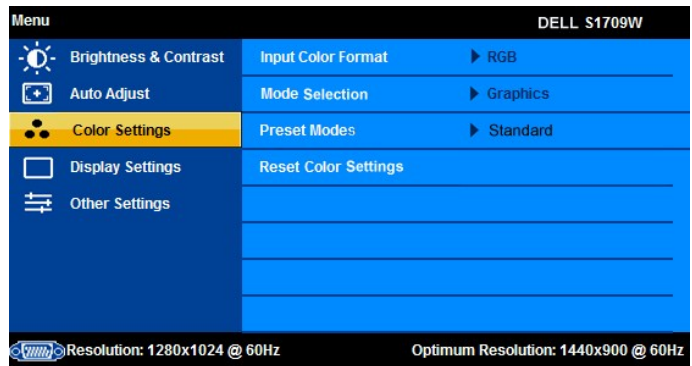 Menu DELL S1709W
Brightness & Contrast Input Color Format RGB
Auto Adjust Mode Selection Graphics
Color Settings Preset Modes Standard
Display Settings Reset Color Settings
Other Settings
Resolution: 1280x1024 @ 60Hz Optimum Resolution: 1440x900 @ 60Hz